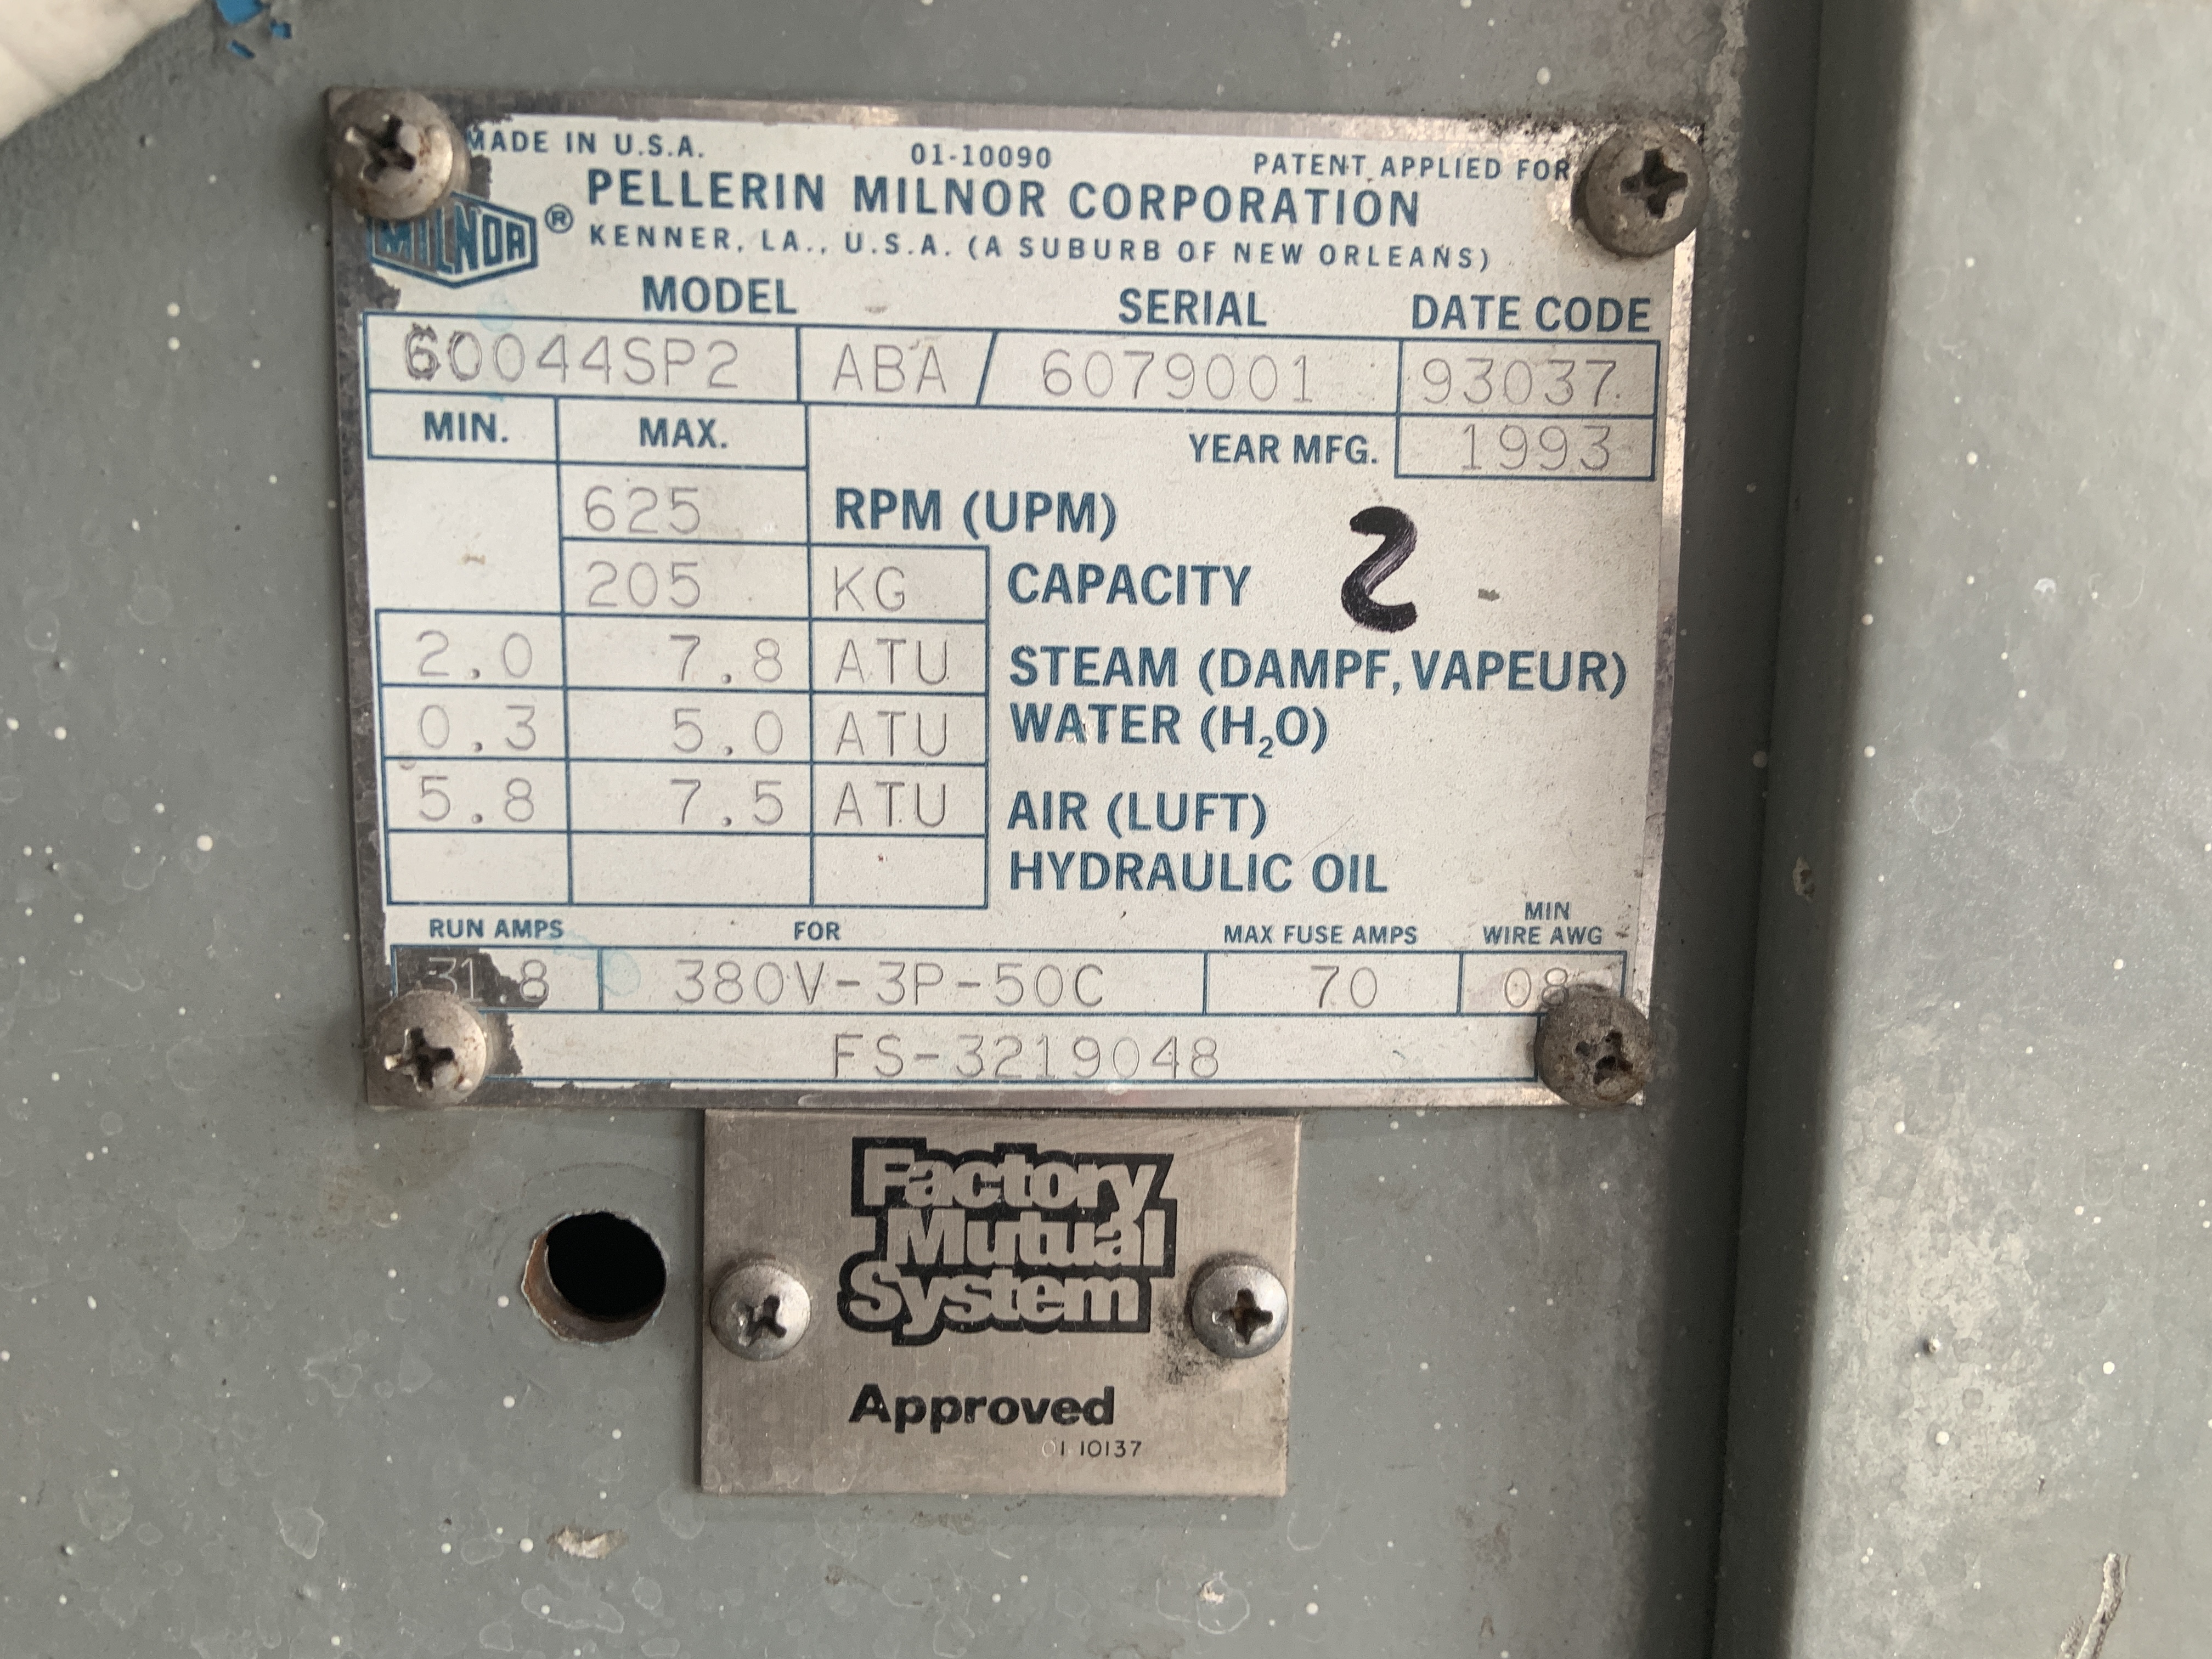 MADE IN U.S.A. 01-10090 PATENT APPLIED FOR
MILNOR ® PELLERIN MILNOR CORPORATION
KENNER, LA., U.S.A. (A SUBURB OF NEW ORLEANS)
MODEL SERIAL DATE CODE
60044SP2 ABA / 6079001 93037
MIN. MAX. YEAR MFG. 1993
625 RPM (UPM)
205 KG CAPACITY 2
2.0 7.8 ATU STEAM (DAMPF, VAPEUR)
0.3 5.0 ATU WATER (H₂O)
5.8 7.5 ATU AIR (LUFT)
HYDRAULIC OIL
RUN AMPS FOR MAX FUSE AMPS MIN WIRE AWG
31.8 380V-3P-50C 70 08
FS-3219048
Factory
Mutual
System
Approved
01 10137